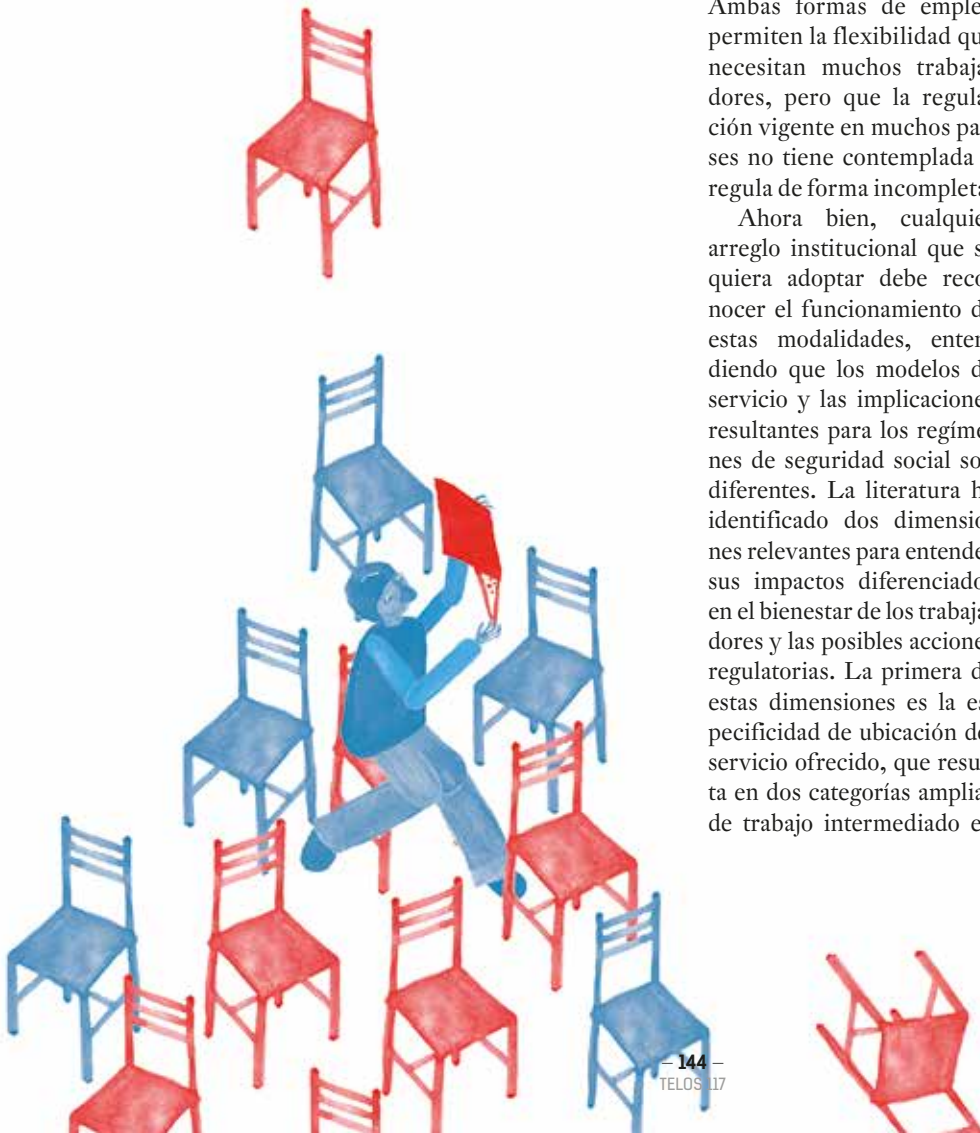 Ambas formas de emple
permiten la flexibilidad qu
necesitan muchos trabaja
dores, pero que la regula
ción vigente en muchos pa
ses no tiene contemplada
regula de forma incompleta
Ahora bien, cualquie
arreglo institucional que s
quiera adoptar debe reco
nocer el funcionamiento d
estas modalidades, enten
diendo que los modelos d
servicio y las implicacione
resultantes para los regíme
nes de seguridad social so
diferentes. La literatura h
identificado dos dimensio
nes relevantes para entende
sus impactos diferenciado
en el bienestar de los trabaja
dores y las posibles accione
regulatorias. La primera d
estas dimensiones es la es
pecificidad de ubicación de
servicio ofrecido, que resul
ta en dos categorías amplia
de trabajo intermediado e
– 144 –
TELOS 117